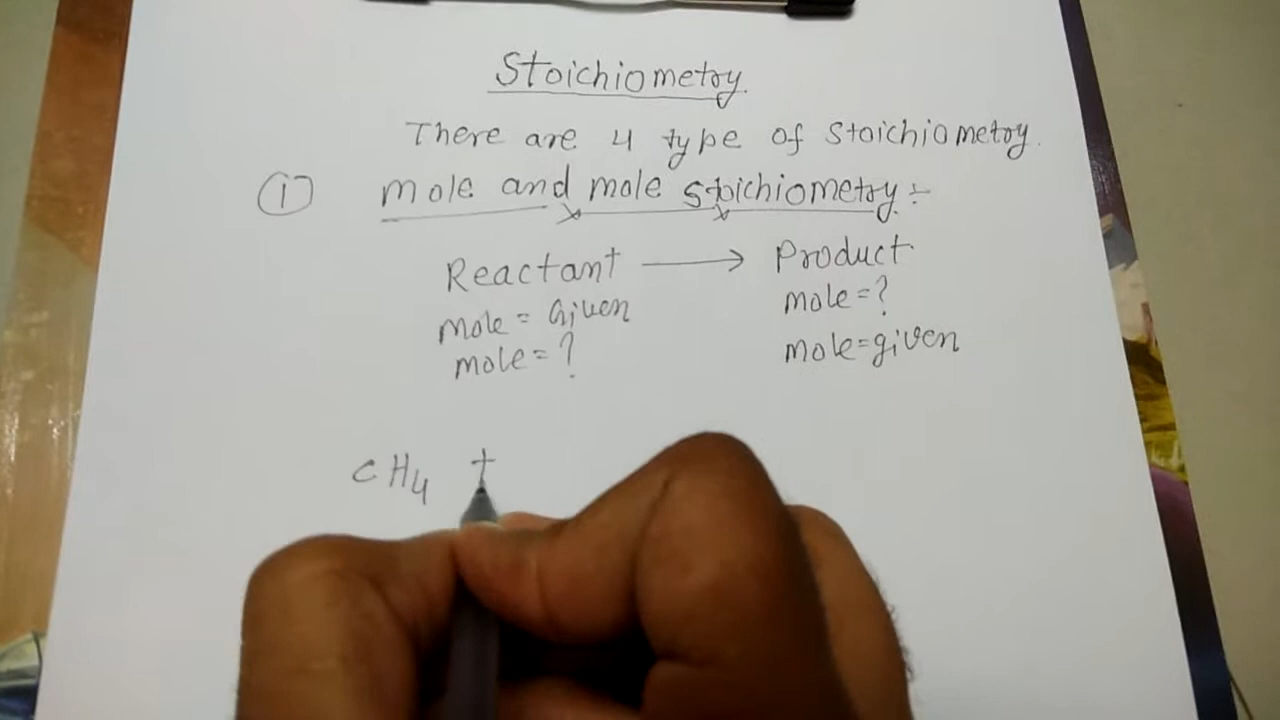 Stoichiometry.
There are 4 type of Stoichiometry.
① mole and mole stoichiometry :-
Reactant ⟶ Product
mole = Given mole = ?
mole = ? mole = given
CH4 +